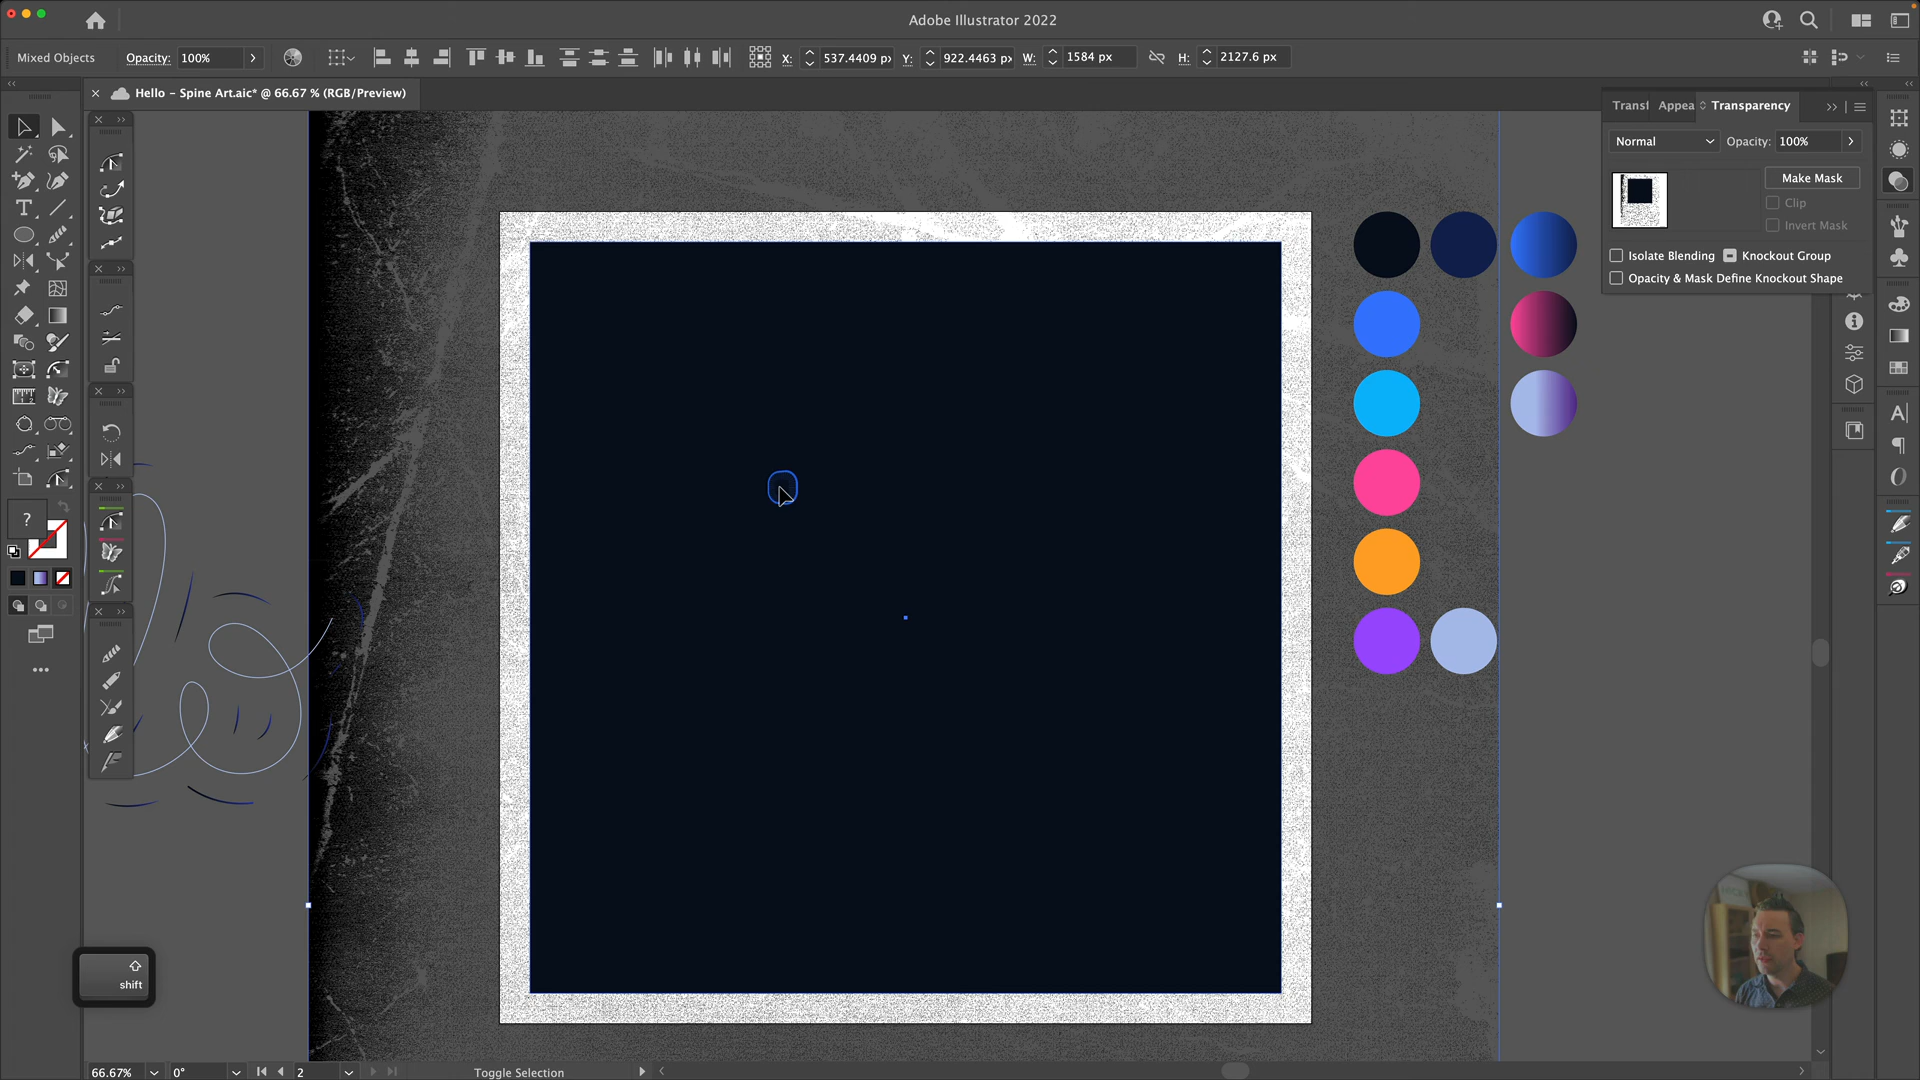 Adobe Illustrator 2022
Mixed Objects
Opacity: 100%
X: 537.4409 px
Y: 922.4463 px
W: 1584 px
H: 2127.6 px
Hello – Spine Art.aic* @ 66.67 % (RGB/Preview)
Transf
Appea
Transparency
Normal
Opacity: 100%
Make Mask
Clip
Invert Mask
Isolate Blending
Knockout Group
Opacity & Mask Define Knockout Shape
?
shift
66.67%
0°
2
Toggle Selection